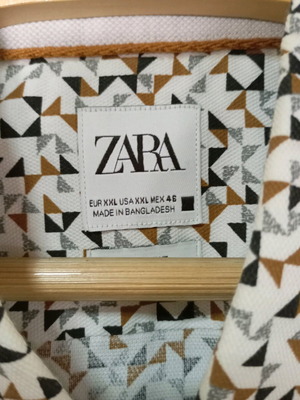 ZARA
EUR XXL USA XXL MEX 46
MADE IN BANGLADESH